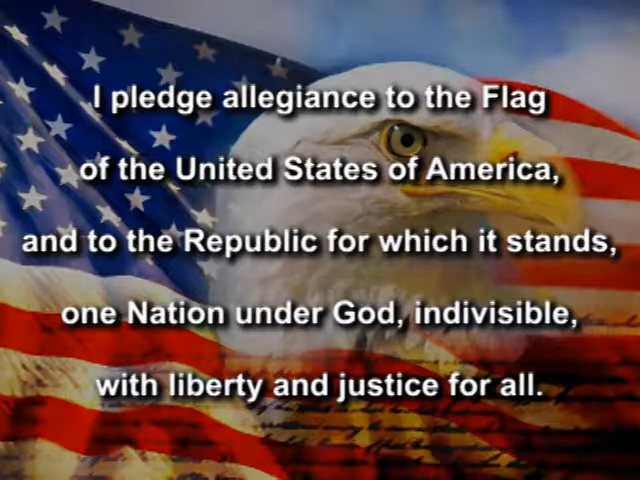 I pledge allegiance to the Flag
of the United States of America,
and to the Republic for which it stands,
one Nation under God, indivisible,
with liberty and justice for all.